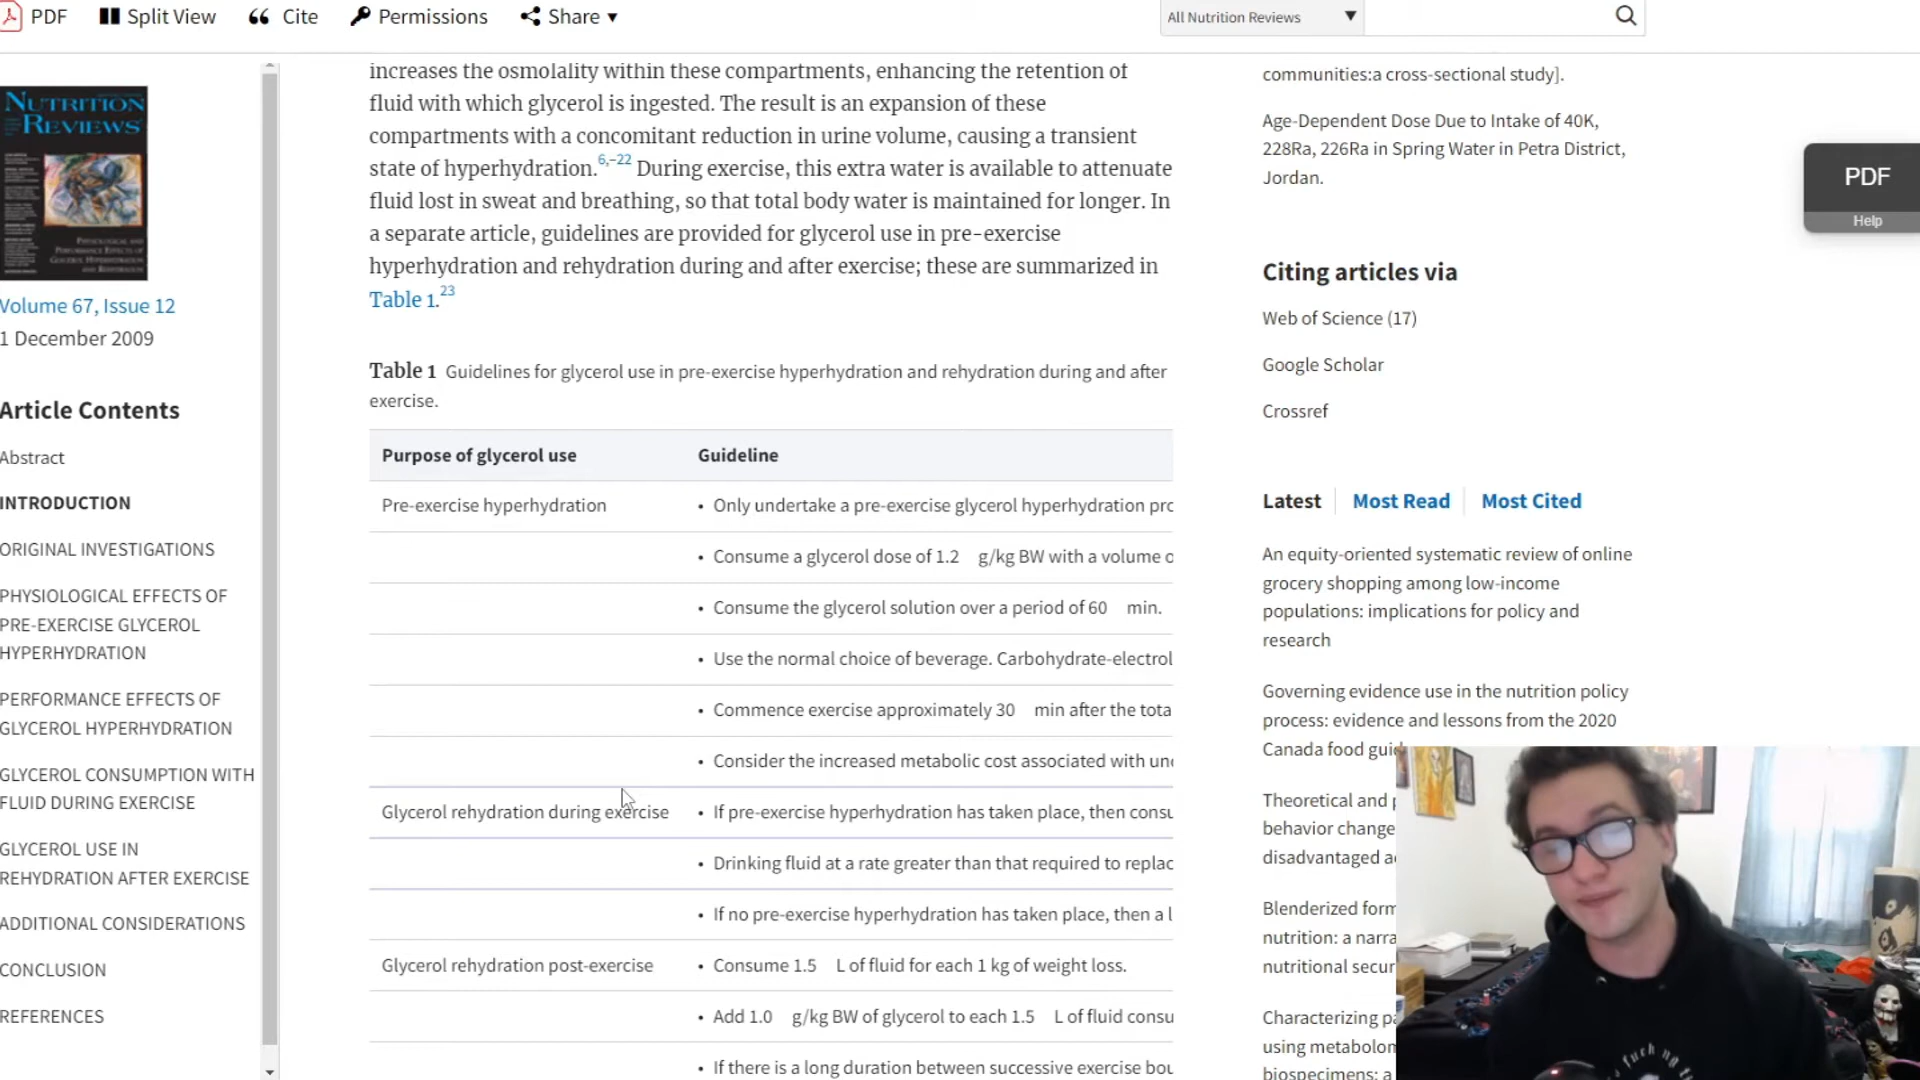 PDF
Split View
Cite
Permissions
Share
All Nutrition Reviews
NUTRITION
REVIEWS
PHYSIOLOGICAL AND
PERFORMANCE EFFECTS OF
GLYCEROL HYPERHYDRATION
AND REHYDRATION
Volume 67, Issue 12
1 December 2009
Article Contents
Abstract
INTRODUCTION
ORIGINAL INVESTIGATIONS
PHYSIOLOGICAL EFFECTS OF
PRE-EXERCISE GLYCEROL
HYPERHYDRATION
PERFORMANCE EFFECTS OF
GLYCEROL HYPERHYDRATION
GLYCEROL CONSUMPTION WITH
FLUID DURING EXERCISE
GLYCEROL USE IN
REHYDRATION AFTER EXERCISE
ADDITIONAL CONSIDERATIONS
CONCLUSION
REFERENCES
increases the osmolality within these compartments, enhancing the retention of
fluid with which glycerol is ingested. The result is an expansion of these
compartments with a concomitant reduction in urine volume, causing a transient
state of hyperhydration.6,–22 During exercise, this extra water is available to attenuate
fluid lost in sweat and breathing, so that total body water is maintained for longer. In
a separate article, guidelines are provided for glycerol use in pre-exercise
hyperhydration and rehydration during and after exercise; these are summarized in
Table 1.23
Table 1 Guidelines for glycerol use in pre-exercise hyperhydration and rehydration during and after
exercise.
Purpose of glycerol use Guideline
Pre-exercise hyperhydration • Only undertake a pre-exercise glycerol hyperhydration pro
• Consume a glycerol dose of 1.2 g/kg BW with a volume o
• Consume the glycerol solution over a period of 60 min.
• Use the normal choice of beverage. Carbohydrate-electrol
• Commence exercise approximately 30 min after the tota
• Consider the increased metabolic cost associated with un
Glycerol rehydration during exercise • If pre-exercise hyperhydration has taken place, then consu
• Drinking fluid at a rate greater than that required to replac
• If no pre-exercise hyperhydration has taken place, then a l
Glycerol rehydration post-exercise • Consume 1.5 L of fluid for each 1 kg of weight loss.
• Add 1.0 g/kg BW of glycerol to each 1.5 L of fluid consu
• If there is a long duration between successive exercise bou
communities:a cross-sectional study].
Age-Dependent Dose Due to Intake of 40K,
228Ra, 226Ra in Spring Water in Petra District,
Jordan.
Citing articles via
Web of Science (17)
Google Scholar
Crossref
Latest Most Read Most Cited
An equity-oriented systematic review of online
grocery shopping among low-income
populations: implications for policy and
research
Governing evidence use in the nutrition policy
process: evidence and lessons from the 2020
Canada food guid
Theoretical and
behavior change
disadvantaged
Blenderized form
nutrition: a narra
nutritional secur
Characterizing pa
using metabolom
biospecimens: a
PDF
Help